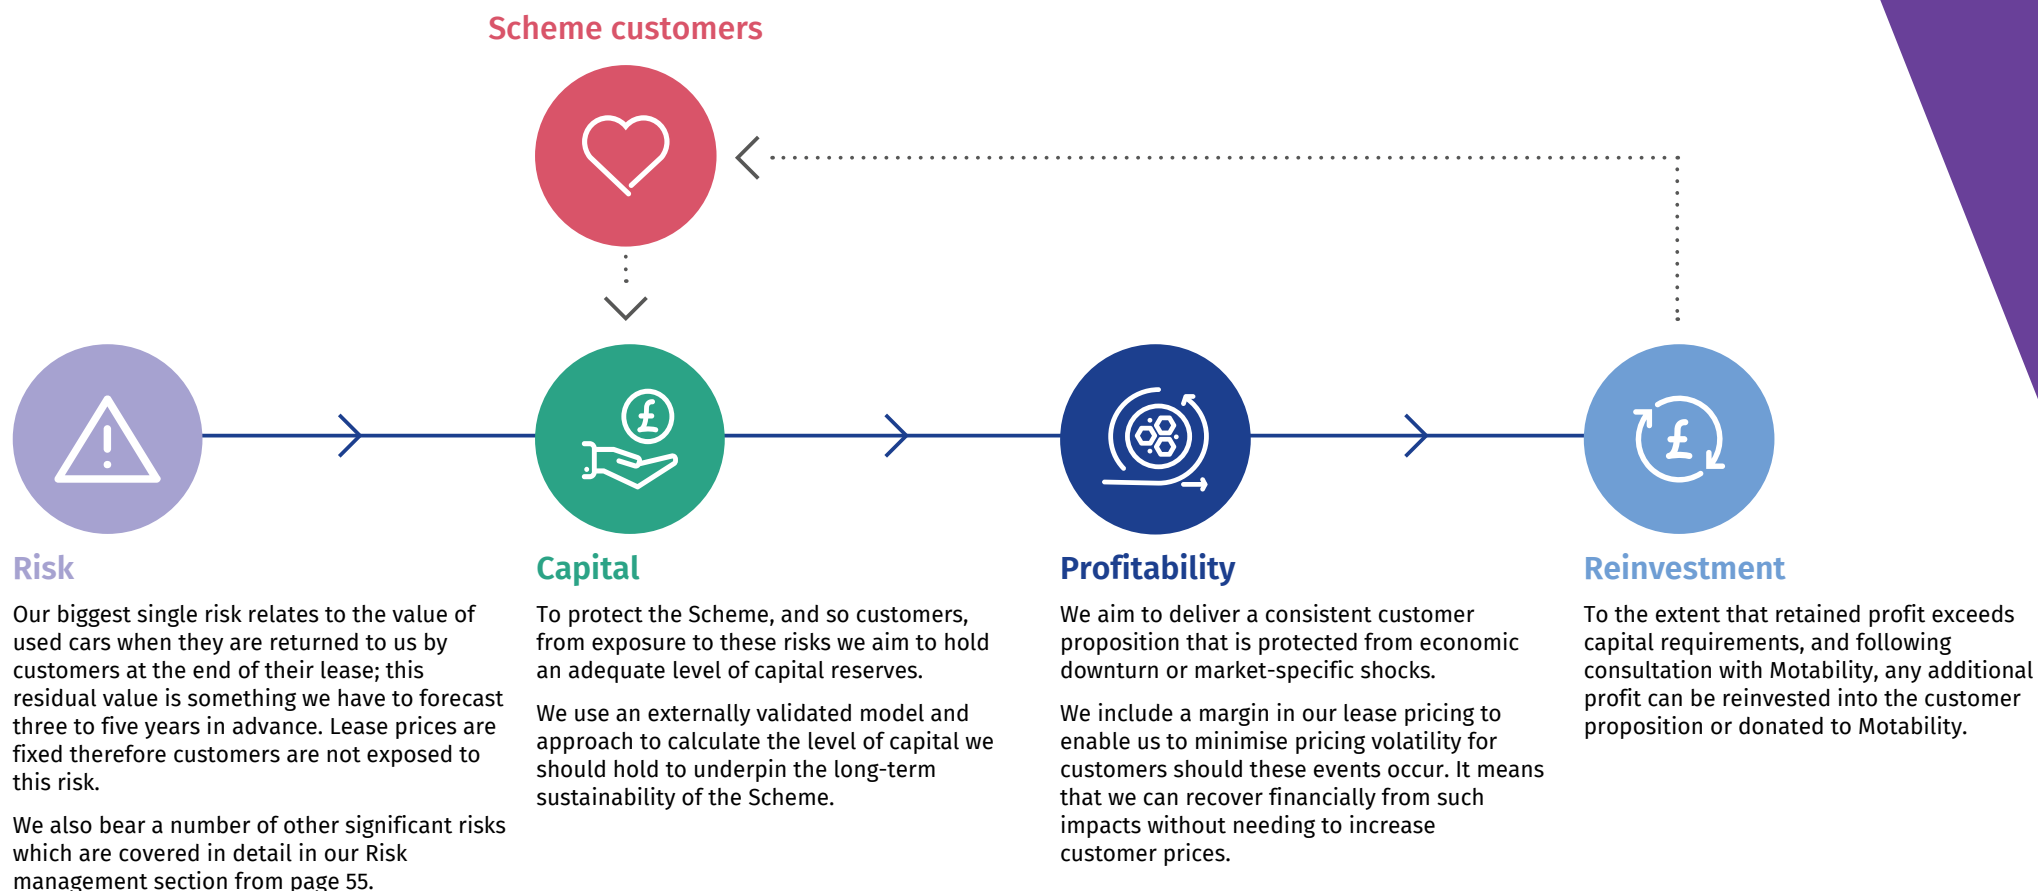 Scheme customers
Risk
Our biggest single risk relates to the value of
used cars when they are returned to us by
customers at the end of their lease; this
residual value is something we have to forecast
three to five years in advance. Lease prices are
fixed therefore customers are not exposed to
this risk.
We also bear a number of other significant risks
which are covered in detail in our Risk
management section from page 55.
Capital
To protect the Scheme, and so customers,
from exposure to these risks we aim to hold
an adequate level of capital reserves.
We use an externally validated model and
approach to calculate the level of capital we
should hold to underpin the long-term
sustainability of the Scheme.
Profitability
We aim to deliver a consistent customer
proposition that is protected from economic
downturn or market-specific shocks.
We include a margin in our lease pricing to
enable us to minimise pricing volatility for
customers should these events occur. It means
that we can recover financially from such
impacts without needing to increase
customer prices.
Reinvestment
To the extent that retained profit exceeds
capital requirements, and following
consultation with Motability, any additional
profit can be reinvested into the customer
proposition or donated to Motability.